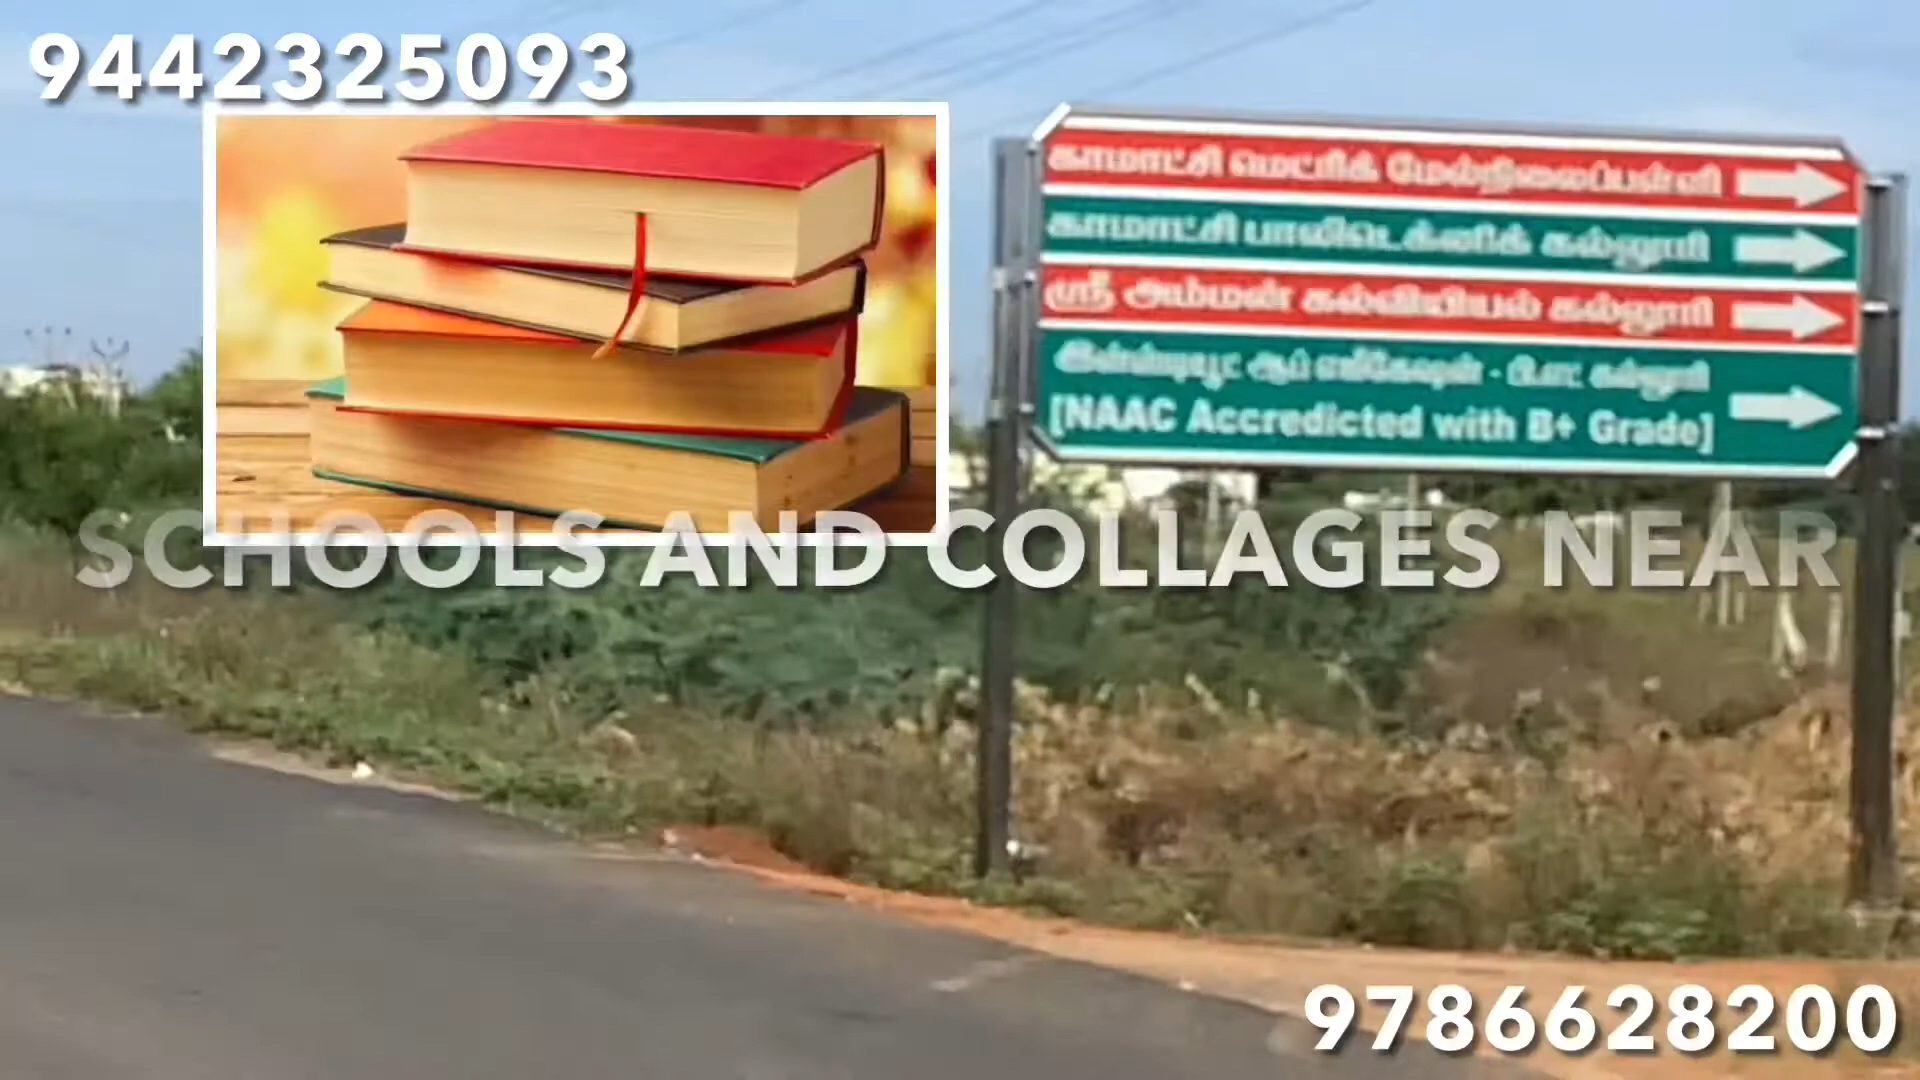 9442325093
காமாட்சி மெட்ரிக் மேல்நிலைப்பள்ளி
காமாட்சி பாலிடெக்னிக் கல்லூரி
ஸ்ரீ அம்மன் கல்வியியல் கல்லூரி
இன்ஸ்டியூட் ஆப் எஜிகேஷன் - பி.எட் கல்லூரி
[NAAC Accredicted with B+ Grade]
SCHOOLS AND COLLAGES NEAR
9786628200